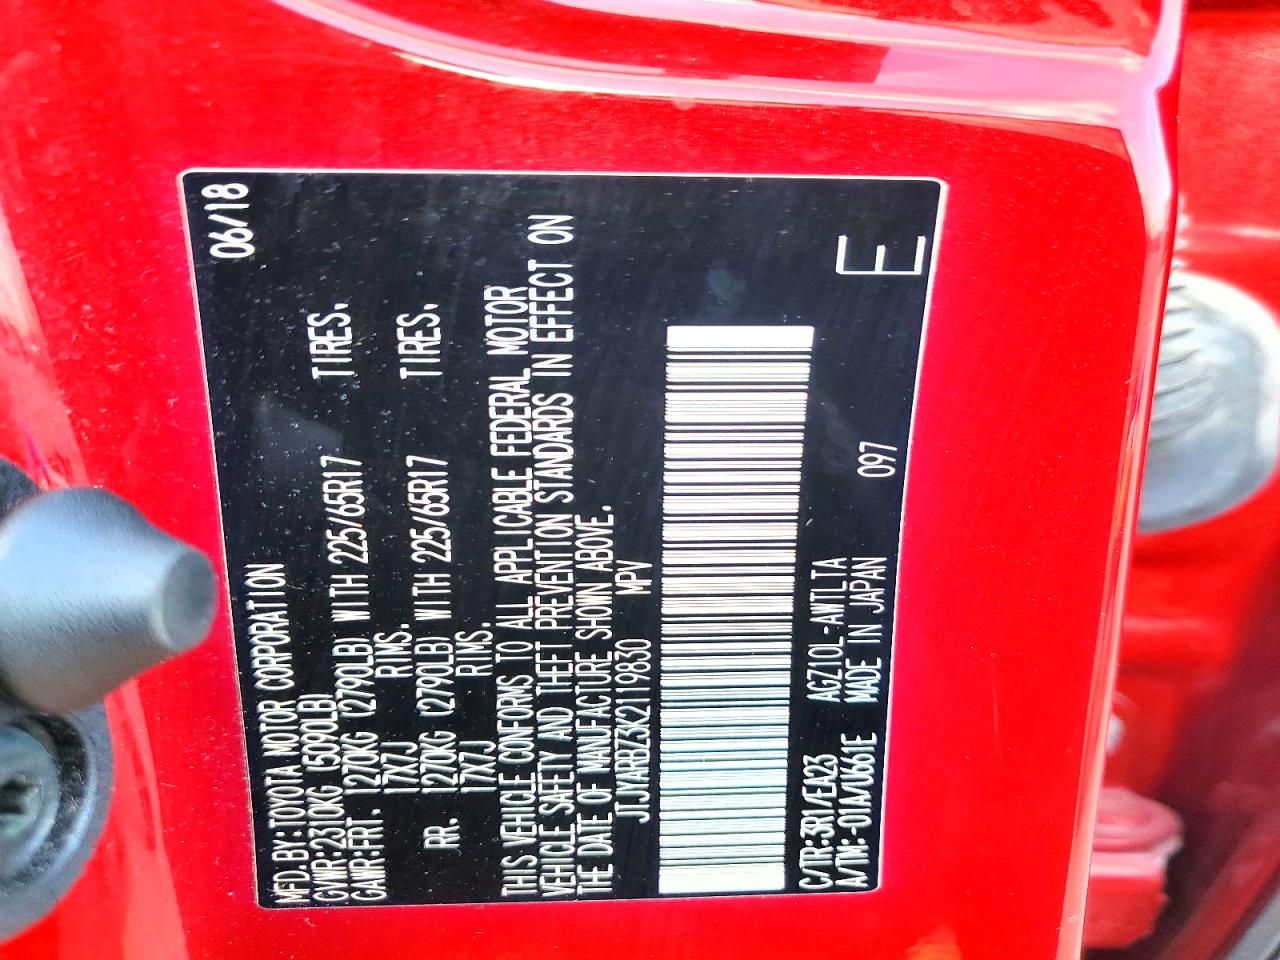 MFD.BY:TOYOTA MOTOR CORPORATION 06/18
GVWR:2310KG (5090LB)
GAWR:FRT. 1270KG (2790LB) WITH 225/65R17 TIRES,
17X7J RIMS.
RR. 1270KG (2790LB) WITH 225/65R17 TIRES,
17X7J RIMS.
THIS VEHICLE CONFORMS TO ALL APPLICABLE FEDERAL MOTOR
VEHICLE SAFETY AND THEFT PREVENTION STANDARDS IN EFFECT ON
THE DATE OF MANUFACTURE SHOWN ABOVE.
JTJYARBZ3K2119830 MPV
C/TR:3R1/EA23 AGZ10L-AWTLTA 097 E
A/TM:-01A/U661E MADE IN JAPAN